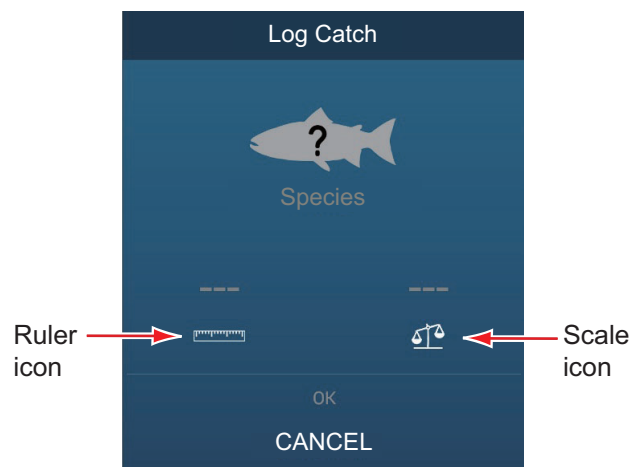 Log Catch
?
Species
--- ---
Ruler icon
Scale icon
OK
CANCEL